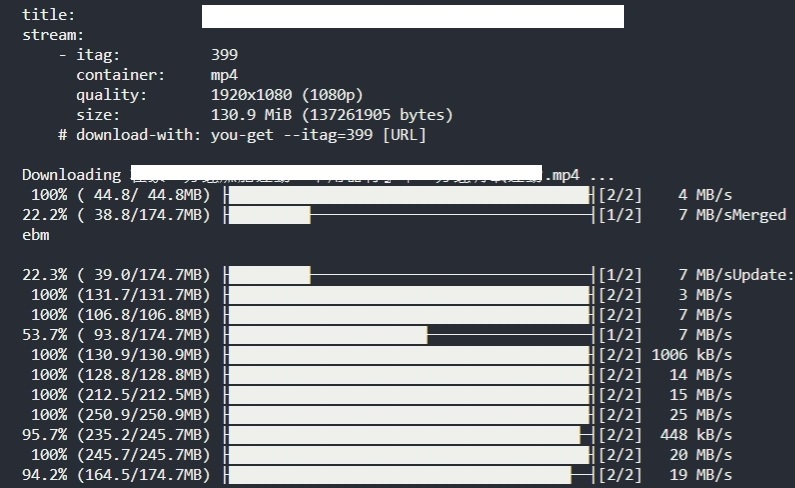 title:
stream:
- itag: 399
container: mp4
quality: 1920x1080 (1080p)
size: 130.9 MiB (137261905 bytes)
# download-with: you-get --itag=399 [URL]
Downloading .mp4 ...
100% ( 44.8/ 44.8MB) [2/2] 4 MB/s
22.2% ( 38.8/174.7MB) [1/2] 7 MB/sMerged
ebm
22.3% ( 39.0/174.7MB) [1/2] 7 MB/sUpdate:
100% (131.7/131.7MB) [2/2] 3 MB/s
100% (106.8/106.8MB) [2/2] 7 MB/s
53.7% ( 93.8/174.7MB) [1/2] 7 MB/s
100% (130.9/130.9MB) [2/2] 1006 kB/s
100% (128.8/128.8MB) [2/2] 14 MB/s
100% (212.5/212.5MB) [2/2] 15 MB/s
100% (250.9/250.9MB) [2/2] 25 MB/s
95.7% (235.2/245.7MB) [2/2] 448 kB/s
100% (245.7/245.7MB) [2/2] 20 MB/s
94.2% (164.5/174.7MB) [2/2] 19 MB/s